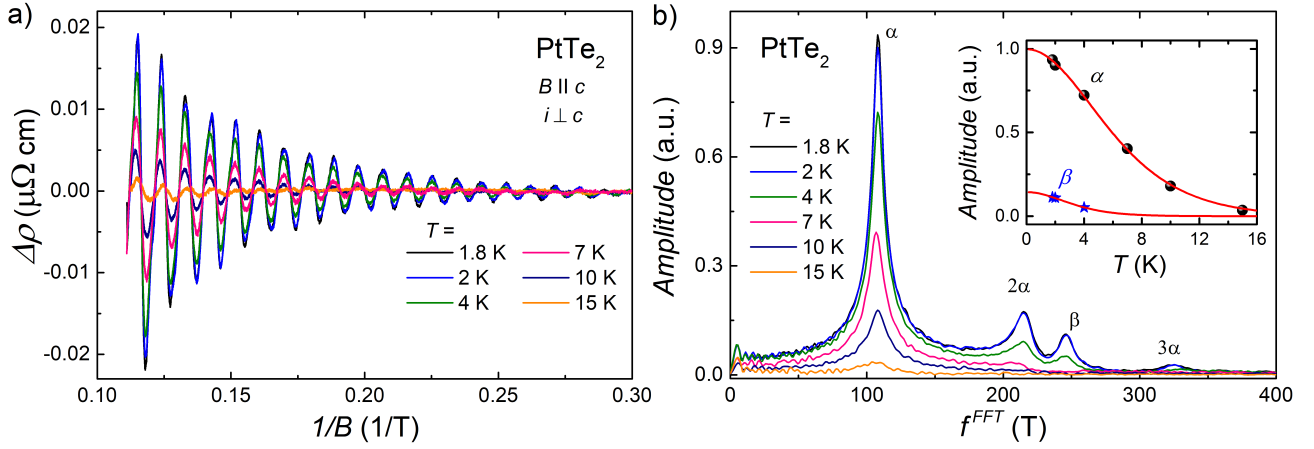 a)
PtTe2
B || c
i ⊥ c
T =
1.8 K
2 K
4 K
7 K
10 K
15 K
0.02
0.01
0.00
-0.01
-0.02
Δρ (μΩ cm)
0.10 0.15 0.20 0.25 0.30
1/B (1/T)
b)
PtTe2
T =
1.8 K
2 K
4 K
7 K
10 K
15 K
α
2α
β
3α
0.9
0.6
0.3
0.0
Amplitude (a.u.)
0 100 200 300 400
f^FFT (T)
1.0
0.5
0.0
Amplitude (a.u.)
α
β
0 4 8 12 16
T (K)